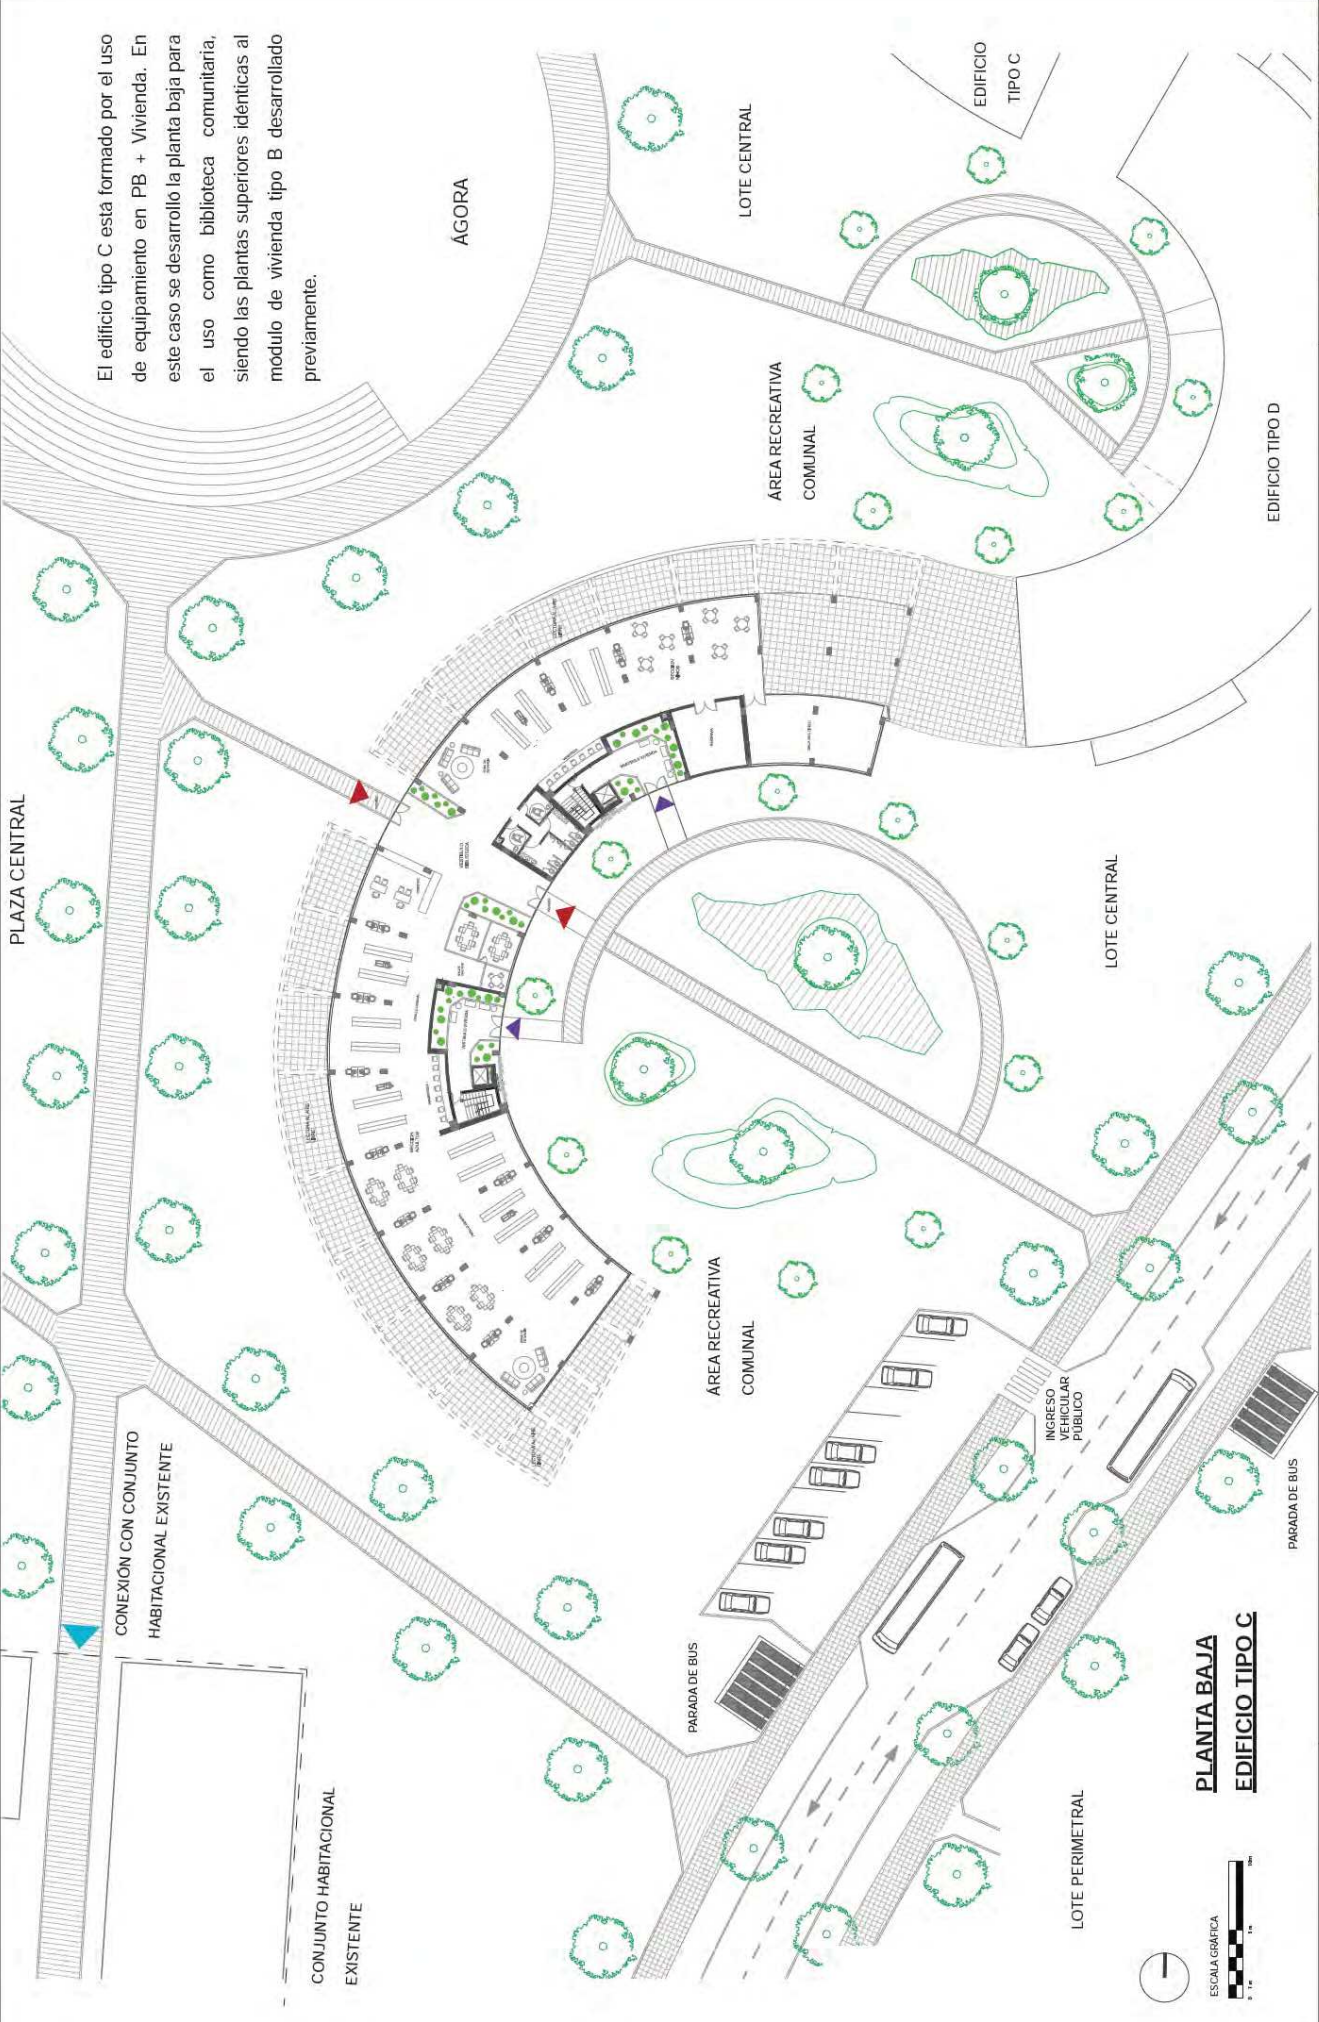 El edificio tipo C está formado por el uso
de equipamiento en PB + Vivienda. En
este caso se desarrolló la planta baja para
el uso como biblioteca comunitaria,
siendo las plantas superiores idénticas al
módulo de vivienda tipo B desarrollado
previamente.
PLAZA CENTRAL
ÁGORA
LOTE CENTRAL
EDIFICIO
TIPO C
ÁREA RECREATIVA
COMUNAL
EDIFICIO TIPO D
LOTE CENTRAL
CONEXIÓN CON CONJUNTO
HABITACIONAL EXISTENTE
ÁREA RECREATIVA
COMUNAL
INGRESO
VEHICULAR
PÚBLICO
PARADA DE BUS
PARADA DE BUS
CONJUNTO HABITACIONAL
EXISTENTE
LOTE PERIMETRAL
PLANTA BAJA
EDIFICIO TIPO C
ESCALA GRÁFICA